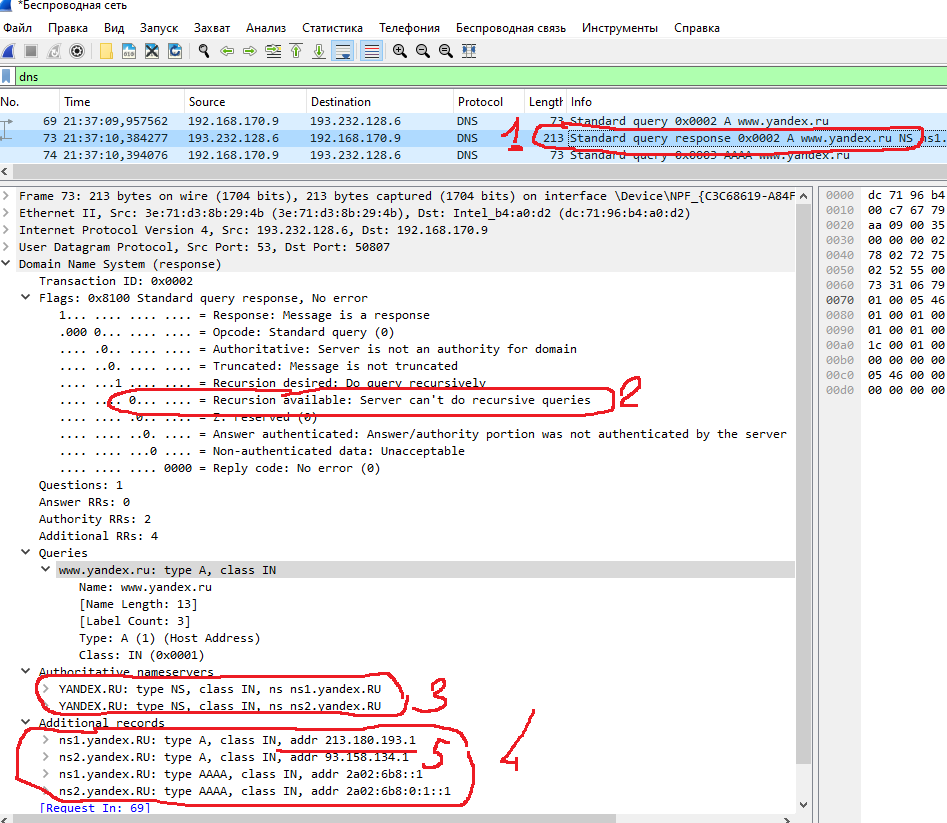 *Беспроводная сеть
Файл Правка Вид Запуск Захват Анализ Статистика Телефония Беспроводная связь Инструменты Справка
dns
No. Time Source Destination Protocol Length Info
69 21:37:09,957562 192.168.170.9 193.232.128.6 DNS 73 Standard query 0x0002 A www.yandex.ru
73 21:37:10,384277 193.232.128.6 192.168.170.9 DNS 213 Standard query response 0x0002 A www.yandex.ru NS ns1.
74 21:37:10,394076 192.168.170.9 193.232.128.6 DNS 73 Standard query 0x0003 AAAA www.yandex.ru
1
Frame 73: 213 bytes on wire (1704 bits), 213 bytes captured (1704 bits) on interface \Device\NPF_{C3C68619-A84F
Ethernet II, Src: 3e:71:d3:8b:29:4b (3e:71:d3:8b:29:4b), Dst: Intel_b4:a0:d2 (dc:71:96:b4:a0:d2)
Internet Protocol Version 4, Src: 193.232.128.6, Dst: 192.168.170.9
User Datagram Protocol, Src Port: 53, Dst Port: 50807
Domain Name System (response)
Transaction ID: 0x0002
Flags: 0x8100 Standard query response, No error
1... .... .... .... = Response: Message is a response
.000 0... .... .... = Opcode: Standard query (0)
.... .0.. .... .... = Authoritative: Server is not an authority for domain
.... ..0. .... .... = Truncated: Message is not truncated
.... ...1 .... .... = Recursion desired: Do query recursively
.... .... 0... .... = Recursion available: Server can't do recursive queries
2
.... .... .0.. .... = Z: reserved (0)
.... .... ..0. .... = Answer authenticated: Answer/authority portion was not authenticated by the server
.... .... ...0 .... = Non-authenticated data: Unacceptable
.... .... .... 0000 = Reply code: No error (0)
Questions: 1
Answer RRs: 0
Authority RRs: 2
Additional RRs: 4
Queries
www.yandex.ru: type A, class IN
Name: www.yandex.ru
[Name Length: 13]
[Label Count: 3]
Type: A (1) (Host Address)
Class: IN (0x0001)
Authoritative nameservers
YANDEX.RU: type NS, class IN, ns ns1.yandex.RU
YANDEX.RU: type NS, class IN, ns ns2.yandex.RU
3
Additional records
ns1.yandex.RU: type A, class IN, addr 213.180.193.1
ns2.yandex.RU: type A, class IN, addr 93.158.134.1
5
4
ns1.yandex.RU: type AAAA, class IN, addr 2a02:6b8::1
ns2.yandex.RU: type AAAA, class IN, addr 2a02:6b8:0:1::1
[Request In: 69]
0000 dc 71 96 b4
0010 00 c7 67 79
0020 aa 09 00 35
0030 00 00 00 02
0040 78 02 72 75
0050 02 52 55 00
0060 73 31 06 79
0070 01 00 05 46
0080 01 00 01 00
0090 01 00 01 00
00a0 1c 00 01 00
00b0 00 00 00 00
00c0 05 46 00 00
00d0 00 00 00 00